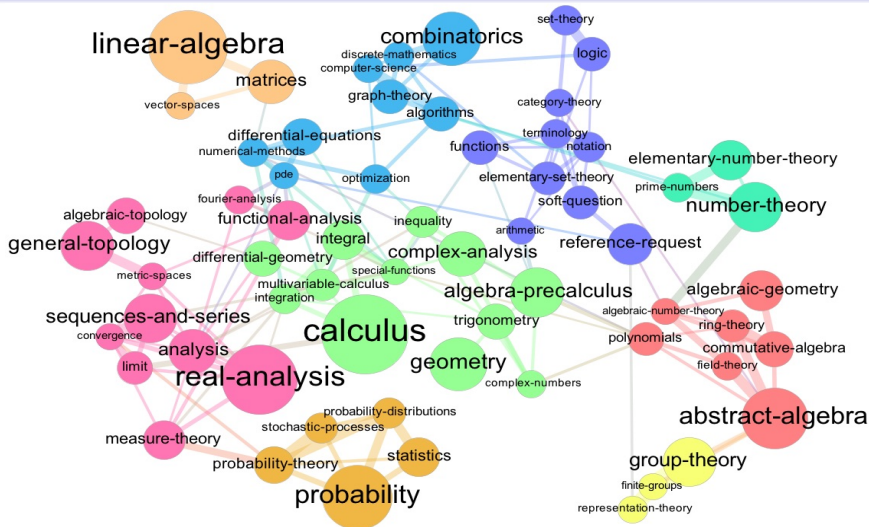 set-theory
linear-algebra
combinatorics
logic
discrete-mathematics
computer-science
matrices
graph-theory
category-theory
vector-spaces
algorithms
differential-equations
terminology
functions
notation
numerical-methods
elementary-number-theory
pde
optimization
elementary-set-theory
prime-numbers
fourier-analysis
soft-question
number-theory
algebraic-topology
functional-analysis
inequality
arithmetic
general-topology
integral
reference-request
complex-analysis
differential-geometry
metric-spaces
special-functions
multivariable-calculus
algebra-precalculus
algebraic-geometry
integration
sequences-and-series
algebraic-number-theory
trigonometry
ring-theory
convergence
calculus
polynomials
analysis
commutative-algebra
limit
geometry
field-theory
real-analysis
complex-numbers
probability-distributions
abstract-algebra
stochastic-processes
measure-theory
statistics
probability-theory
group-theory
finite-groups
probability
representation-theory